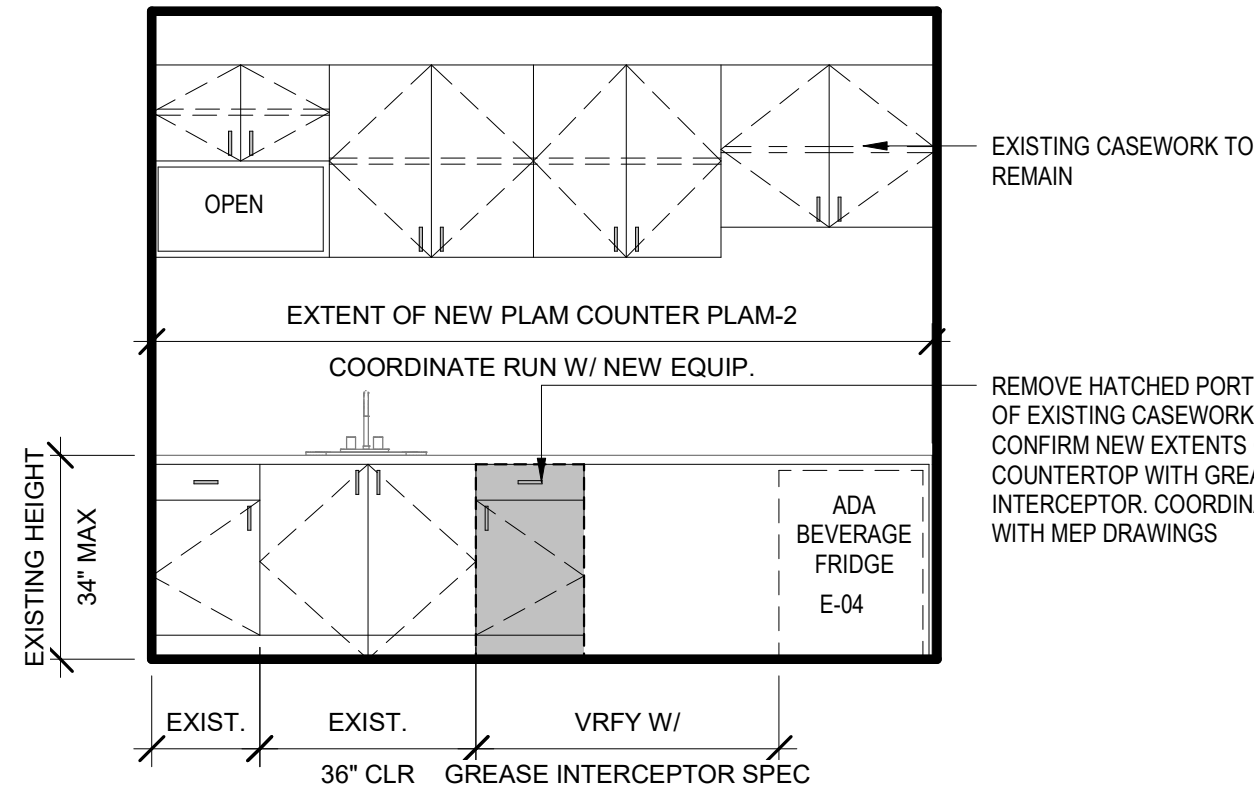 OPEN
EXISTING CASEWORK TO
REMAIN
EXTENT OF NEW PLAM COUNTER PLAM-2
COORDINATE RUN W/ NEW EQUIP.
REMOVE HATCHED PORT
OF EXISTING CASEWORK
CONFIRM NEW EXTENTS
COUNTERTOP WITH GREA
INTERCEPTOR. COORDINA
WITH MEP DRAWINGS
EXISTING HEIGHT
34" MAX
ADA
BEVERAGE
FRIDGE
E-04
EXIST.
EXIST.
VRFY W/
36" CLR
GREASE INTERCEPTOR SPEC